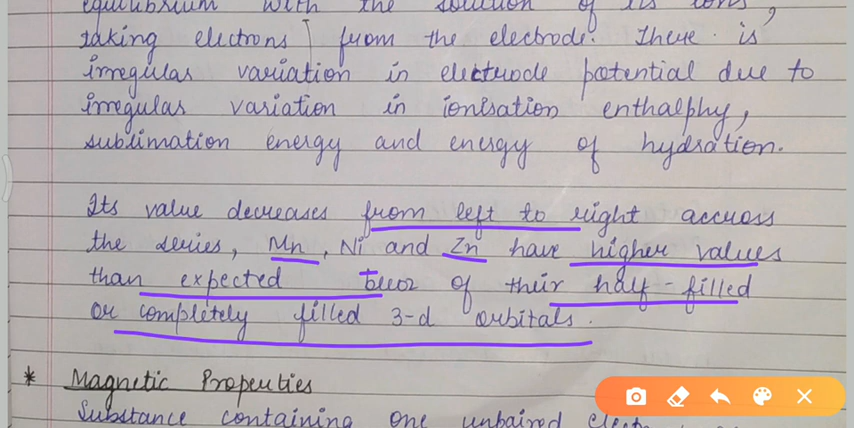 equilibrium with the solution of its ions,
taking electrons from the electrode. There is
irregular variation in electrode potential due to
irregular variation in ionisation enthalphy,
sublimation energy and energy of hydration.
Its value decreases from left to right accross
the series, Mn, Ni and Zn have higher values
than expected becoz of their half-filled
or completely filled 3-d orbitals.
* Magnetic Properties
Substance containing one unpaired